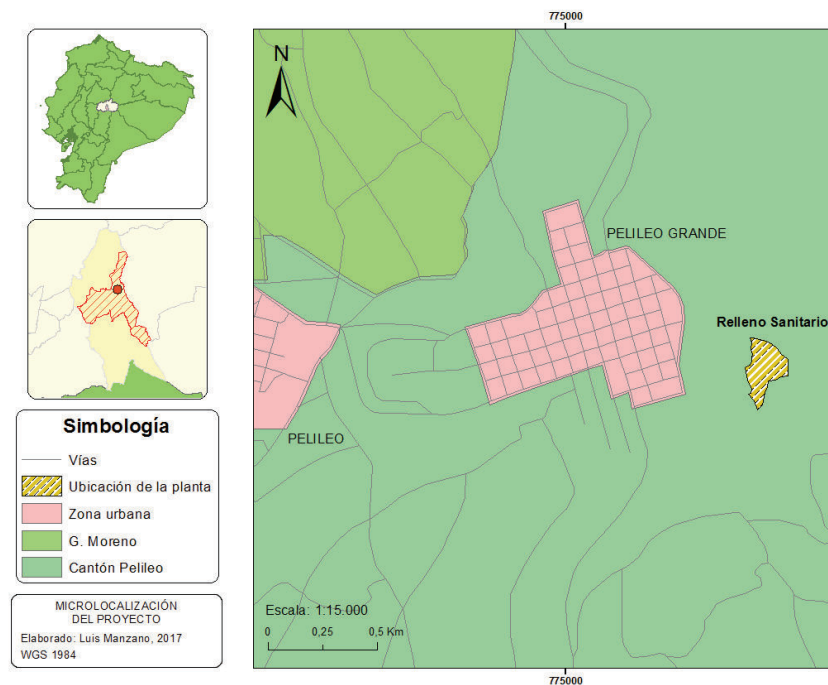 775000
N
PELILEO GRANDE
Relleno Sanitario
PELILEO
Escala: 1:15.000
0 0,25 0,5 Km
775000
Simbología
Vías
Ubicación de la planta
Zona urbana
G. Moreno
Cantón Pelileo
MICROLOCALIZACIÓN
DEL PROYECTO
Elaborado: Luis Manzano, 2017
WGS 1984